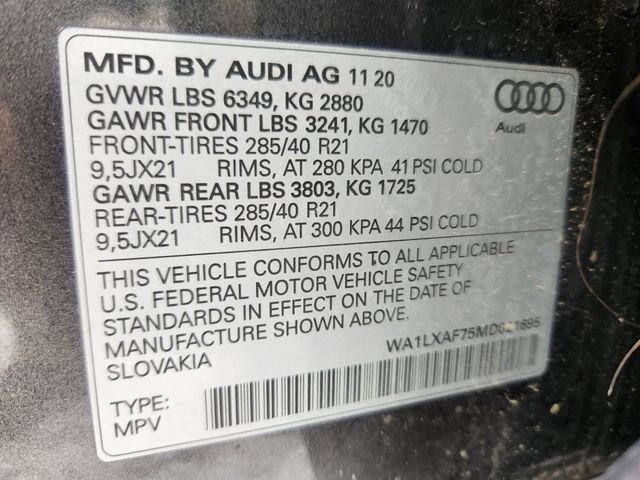 MFD. BY AUDI AG 11 20
GVWR LBS 6349, KG 2880
GAWR FRONT LBS 3241, KG 1470
FRONT-TIRES 285/40 R21
9,5JX21 RIMS, AT 280 KPA 41 PSI COLD
GAWR REAR LBS 3803, KG 1725
REAR-TIRES 285/40 R21
9,5JX21 RIMS, AT 300 KPA 44 PSI COLD
Audi
THIS VEHICLE CONFORMS TO ALL APPLICABLE
U.S. FEDERAL MOTOR VEHICLE SAFETY
STANDARDS IN EFFECT ON THE DATE OF
MANUFACTURE SHOWN ABOVE.
SLOVAKIA
WA1LXAF75MD021695
TYPE:
MPV